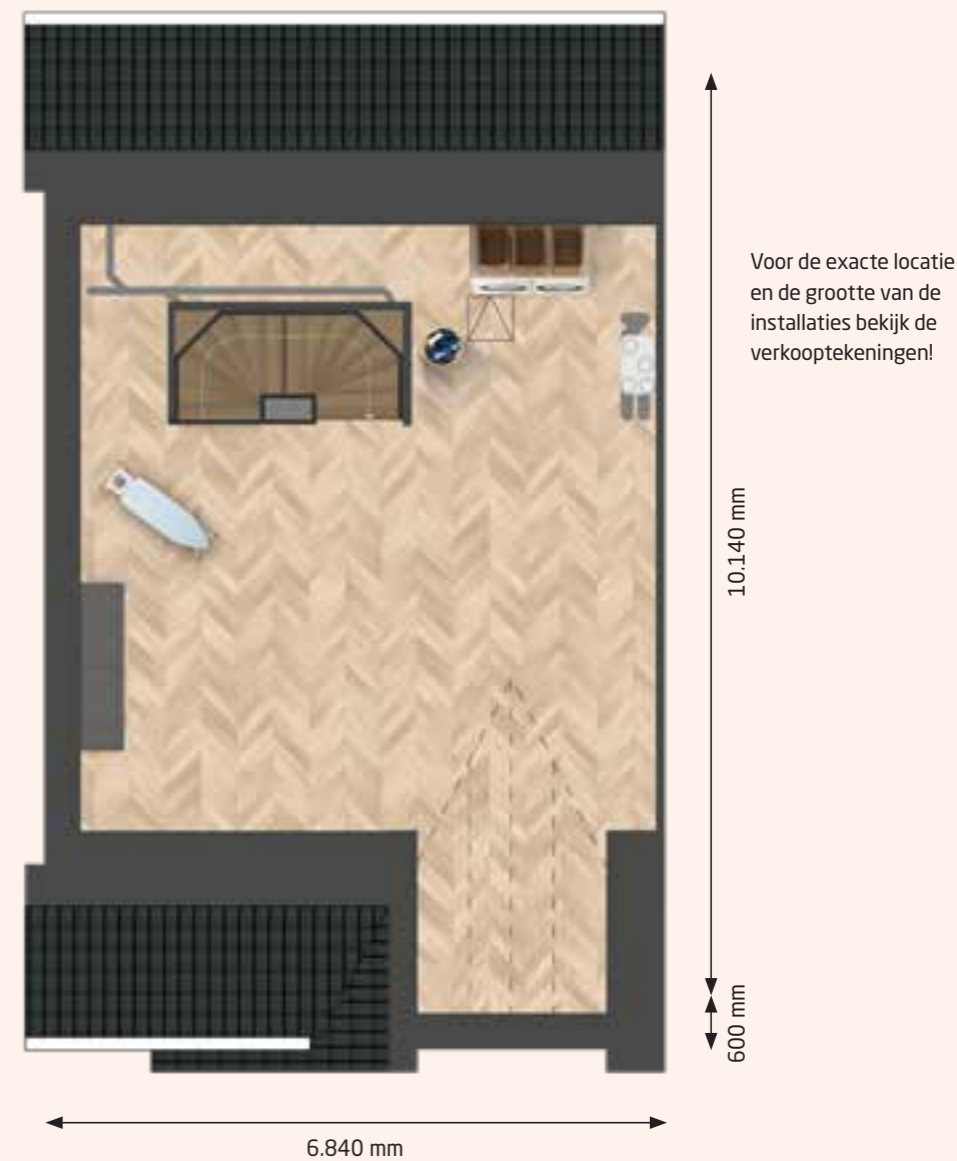 Voor de exacte locatie
en de grootte van de
installaties bekijk de
verkooptekeningen!
10.140 mm
600 mm
6.840 mm